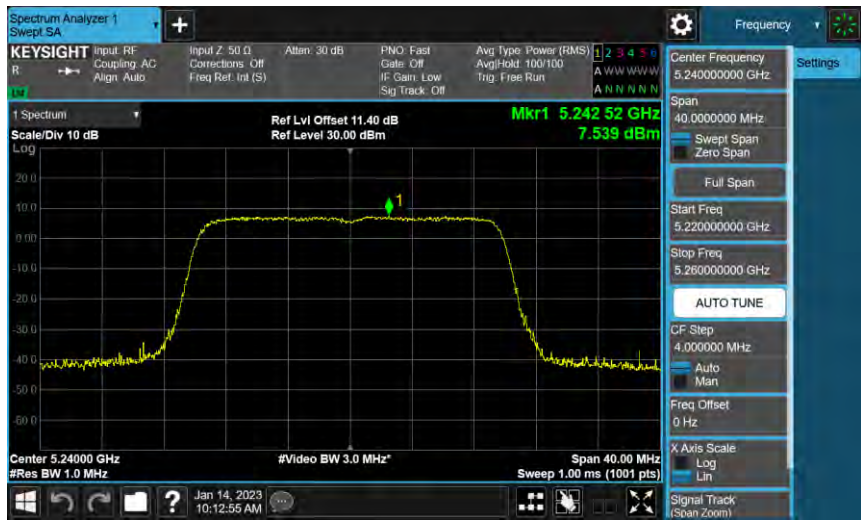 Spectrum Analyzer 1
Swept SA
+
Frequency
KEYSIGHT
R
Input: RF
Coupling: AC
Align: Auto
Input Z: 50 Ω
Corrections: Off
Freq Ref: Int (S)
Atten: 30 dB
PNO: Fast
Gate: Off
IF Gain: Low
Sig Track: Off
Avg Type: Power (RMS)
Avg|Hold: 100/100
Trig: Free Run
1 2 3 4 5 6
A W W W W W
A N N N N N
1 Spectrum
Scale/Div 10 dB
Ref Lvl Offset 11.40 dB
Ref Level 30.00 dBm
Mkr1 5.242 52 GHz
7.539 dBm
Log
20.0
10.0
0.00
-10.0
-20.0
-30.0
-40.0
-50.0
-60.0
1
Center 5.24000 GHz
#Res BW 1.0 MHz
#Video BW 3.0 MHz*
Span 40.00 MHz
Sweep 1.00 ms (1001 pts)
?
Jan 14, 2023
10:12:55 AM
Settings
Center Frequency
5.240000000 GHz
Span
40.0000000 MHz
Swept Span
Zero Span
Full Span
Start Freq
5.220000000 GHz
Stop Freq
5.260000000 GHz
AUTO TUNE
CF Step
4.000000 MHz
Auto
Man
Freq Offset
0 Hz
X Axis Scale
Log
Lin
Signal Track
(Span Zoom)